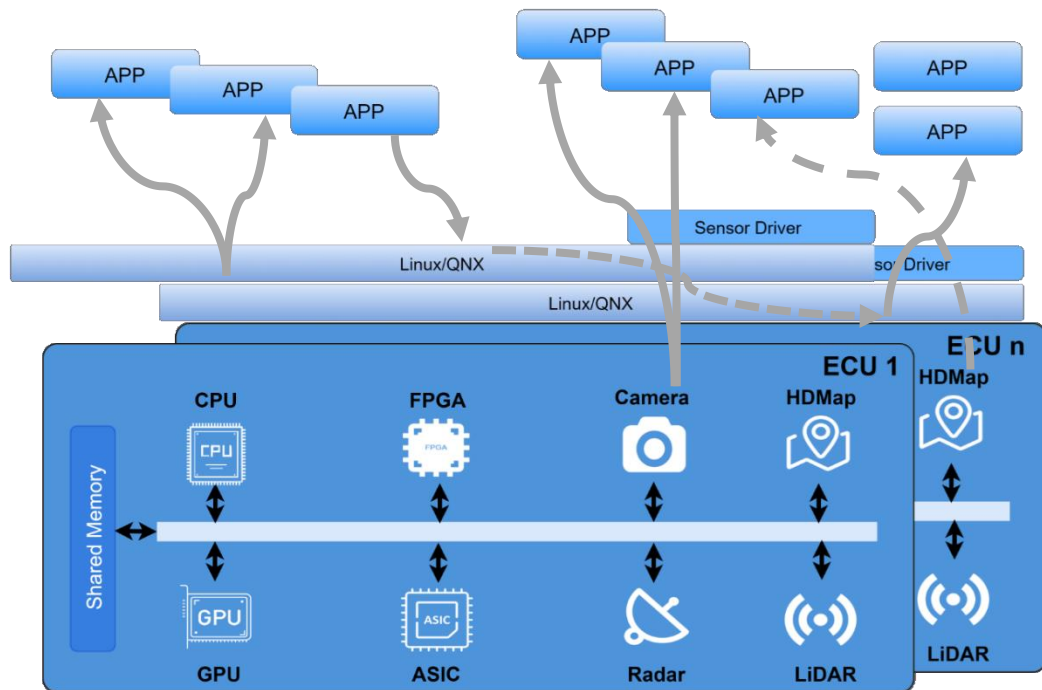 APP
APP
APP
APP
APP
APP
APP
APP
Sensor Driver
Linux/QNX
sor Driver
Linux/QNX
ECU n
ECU 1
HDMap
CPU
FPGA
Camera
HDMap
CPU
FPGA
Shared Memory
GPU
ASIC
GPU
ASIC
Radar
LiDAR
LiDAR